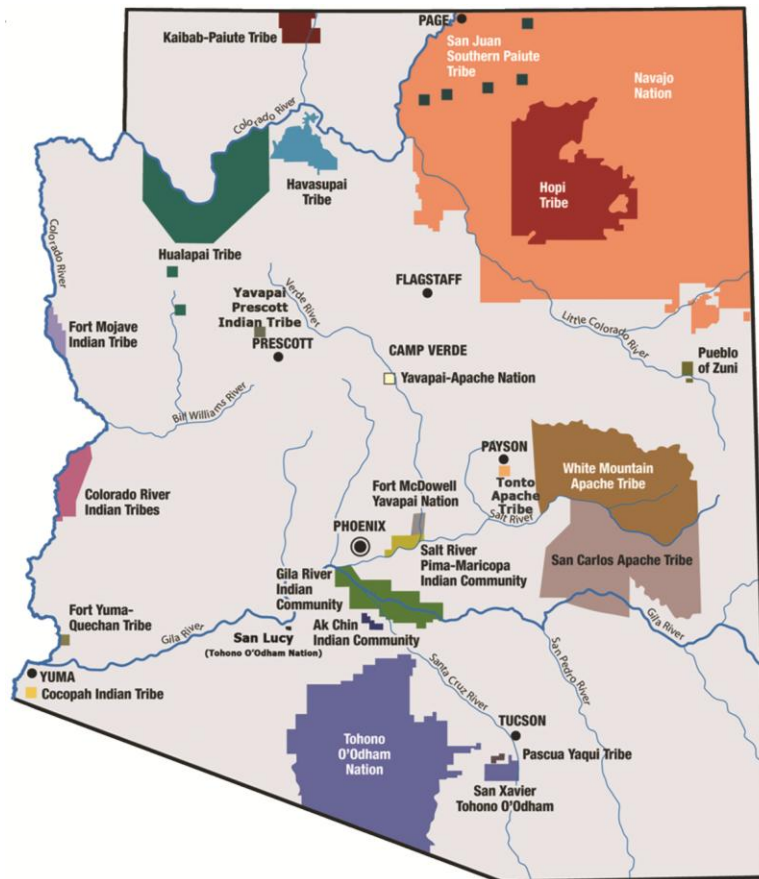 PAGE
Kaibab-Paiute Tribe
San Juan
Southern Paiute
Tribe
Navajo
Nation
Colorado River
Havasupai
Tribe
Hopi
Tribe
Colorado River
Hualapai Tribe
Verde River
FLAGSTAFF
Yavapai
Prescott
Indian Tribe
PRESCOTT
Fort Mojave
Indian Tribe
Little Colorado River
CAMP VERDE
Yavapai-Apache Nation
Pueblo
of Zuni
Bill Williams River
PAYSON
Tonto
Apache
Tribe
White Mountain
Apache Tribe
Colorado River
Indian Tribes
Fort McDowell
Yavapai Nation
Salt River
PHOENIX
Salt River
Pima-Maricopa
Indian Community
San Carlos Apache Tribe
Gila River
Indian
Community
Ak Chin
Indian Community
Gila River
Fort Yuma-
Quechan Tribe
Gila River
San Lucy
(Tohono O'Odham Nation)
San Pedro River
Santa Cruz River
YUMA
Cocopah Indian Tribe
TUCSON
Tohono
O'Odham
Nation
Pascua Yaqui Tribe
San Xavier
Tohono O'Odham